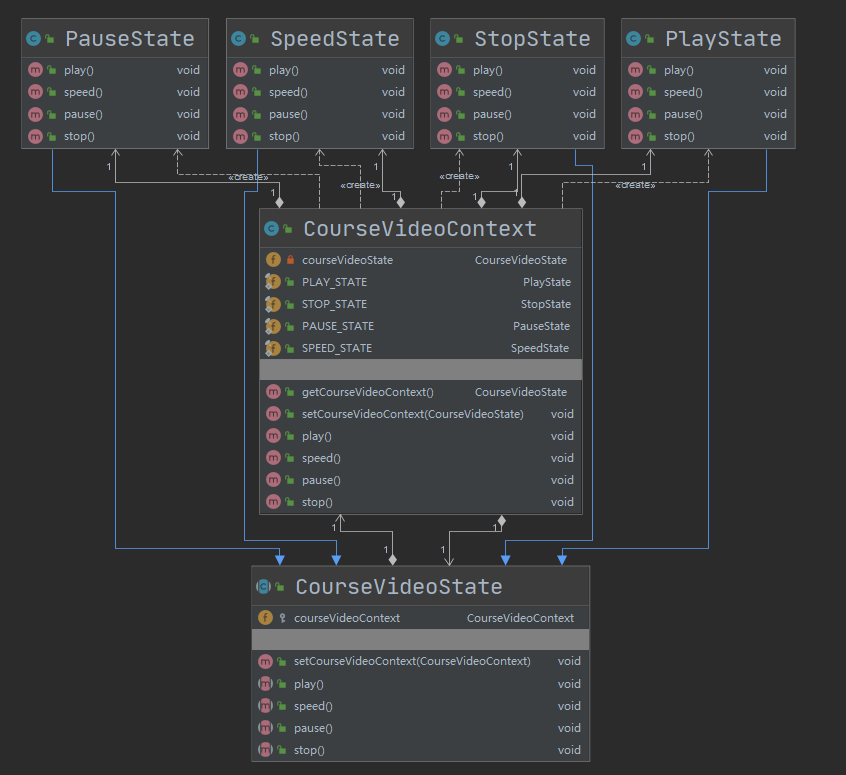 PauseState
play() void
speed() void
pause() void
stop() void
SpeedState
play() void
speed() void
pause() void
stop() void
StopState
play() void
speed() void
pause() void
stop() void
PlayState
play() void
speed() void
pause() void
stop() void
1 1 1 1
«create» «create» «create» «create»
1 1 1 1
CourseVideoContext
courseVideoState CourseVideoState
PLAY_STATE PlayState
STOP_STATE StopState
PAUSE_STATE PauseState
SPEED_STATE SpeedState
getCourseVideoContext() CourseVideoState
setCourseVideoContext(CourseVideoState) void
play() void
speed() void
pause() void
stop() void
1 1
1 1
CourseVideoState
courseVideoContext CourseVideoContext
setCourseVideoContext(CourseVideoContext) void
play() void
speed() void
pause() void
stop() void